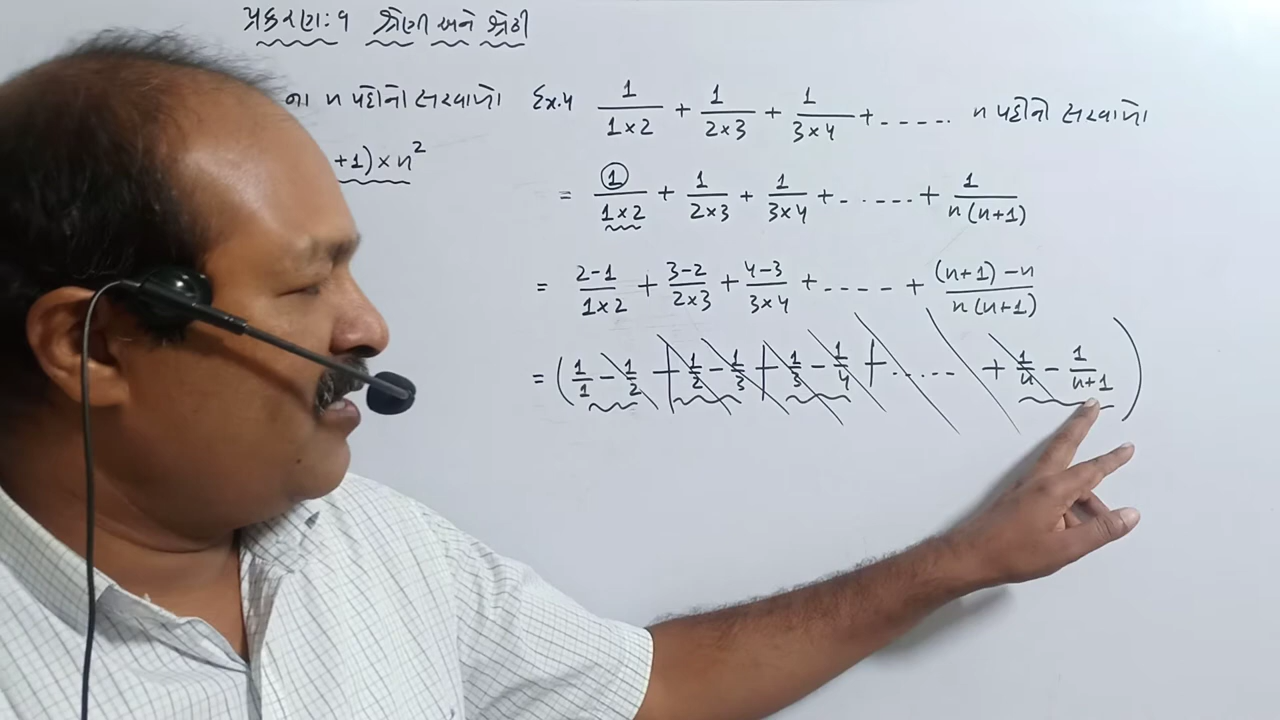 પ્રકરણ: ૧ શ્રેણી અને શ્રેઢી
ના n પદોનો સરવાળો
+1) × n²
Ex.4 1/(1×2) + 1/(2×3) + 1/(3×4) + ..... n પદોનો સરવાળો
= 1/(1×2) + 1/(2×3) + 1/(3×4) + ...... + 1/(n(n+1))
= (2-1)/(1×2) + (3-2)/(2×3) + (4-3)/(3×4) + .... + ((n+1)-n)/(n(n+1))
= (1/1 - 1/2 + 1/2 - 1/3 + 1/3 - 1/4 + ...... + 1/n - 1/(n+1))